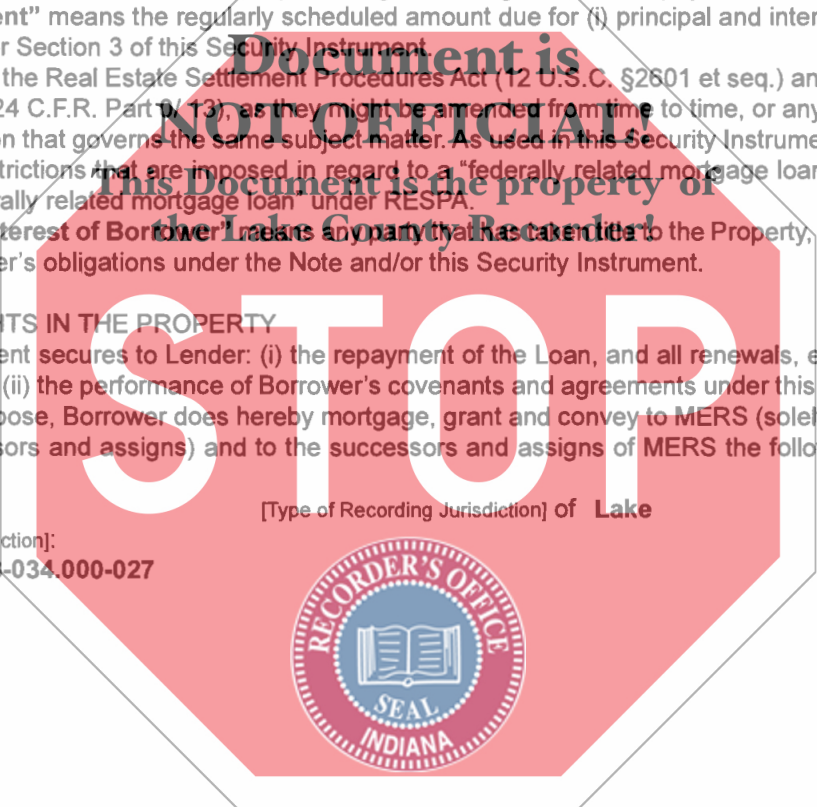 ent" means the regularly scheduled amount due for (i) principal and inter
r Section 3 of this Security Instrument.
Document is
the Real Estate Settlement Procedures Act (12 U.S.C. §2601 et seq.) an
24 C.F.R. Part 13), as they might be amended from time to time, or any
NOT OFFICIAL!
on that governs the same subject matter. As used in this Security Instrume
strictions that are imposed in regard to a "federally related mortgage loan
This Document is the property of
rally related mortgage loan" under RESPA.
terest of Borrower" means any party that has taken title to the Property,
the Lake County Recorder!
er's obligations under the Note and/or this Security Instrument.
HTS IN THE PROPERTY
ent secures to Lender: (i) the repayment of the Loan, and all renewals, e
(ii) the performance of Borrower's covenants and agreements under this
pose, Borrower does hereby mortgage, grant and convey to MERS (solel
sors and assigns) and to the successors and assigns of MERS the follo
STOP
[Type of Recording Jurisdiction] of Lake
ction]:
-034.000-027
RECORDER'S OFFICE
SEAL
INDIANA